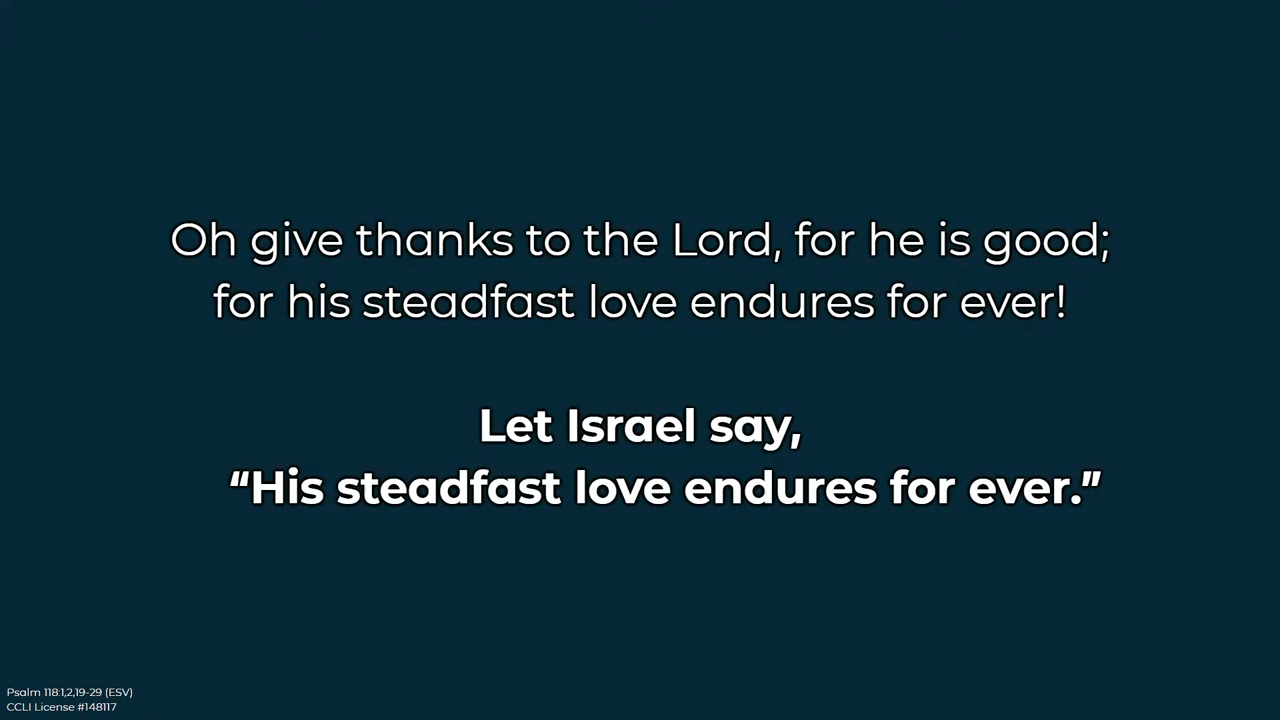 Oh give thanks to the Lord, for he is good;
for his steadfast love endures for ever!
Let Israel say,
“His steadfast love endures for ever.”
Psalm 118:1,2,19-29 (ESV)
CCLI License #148117